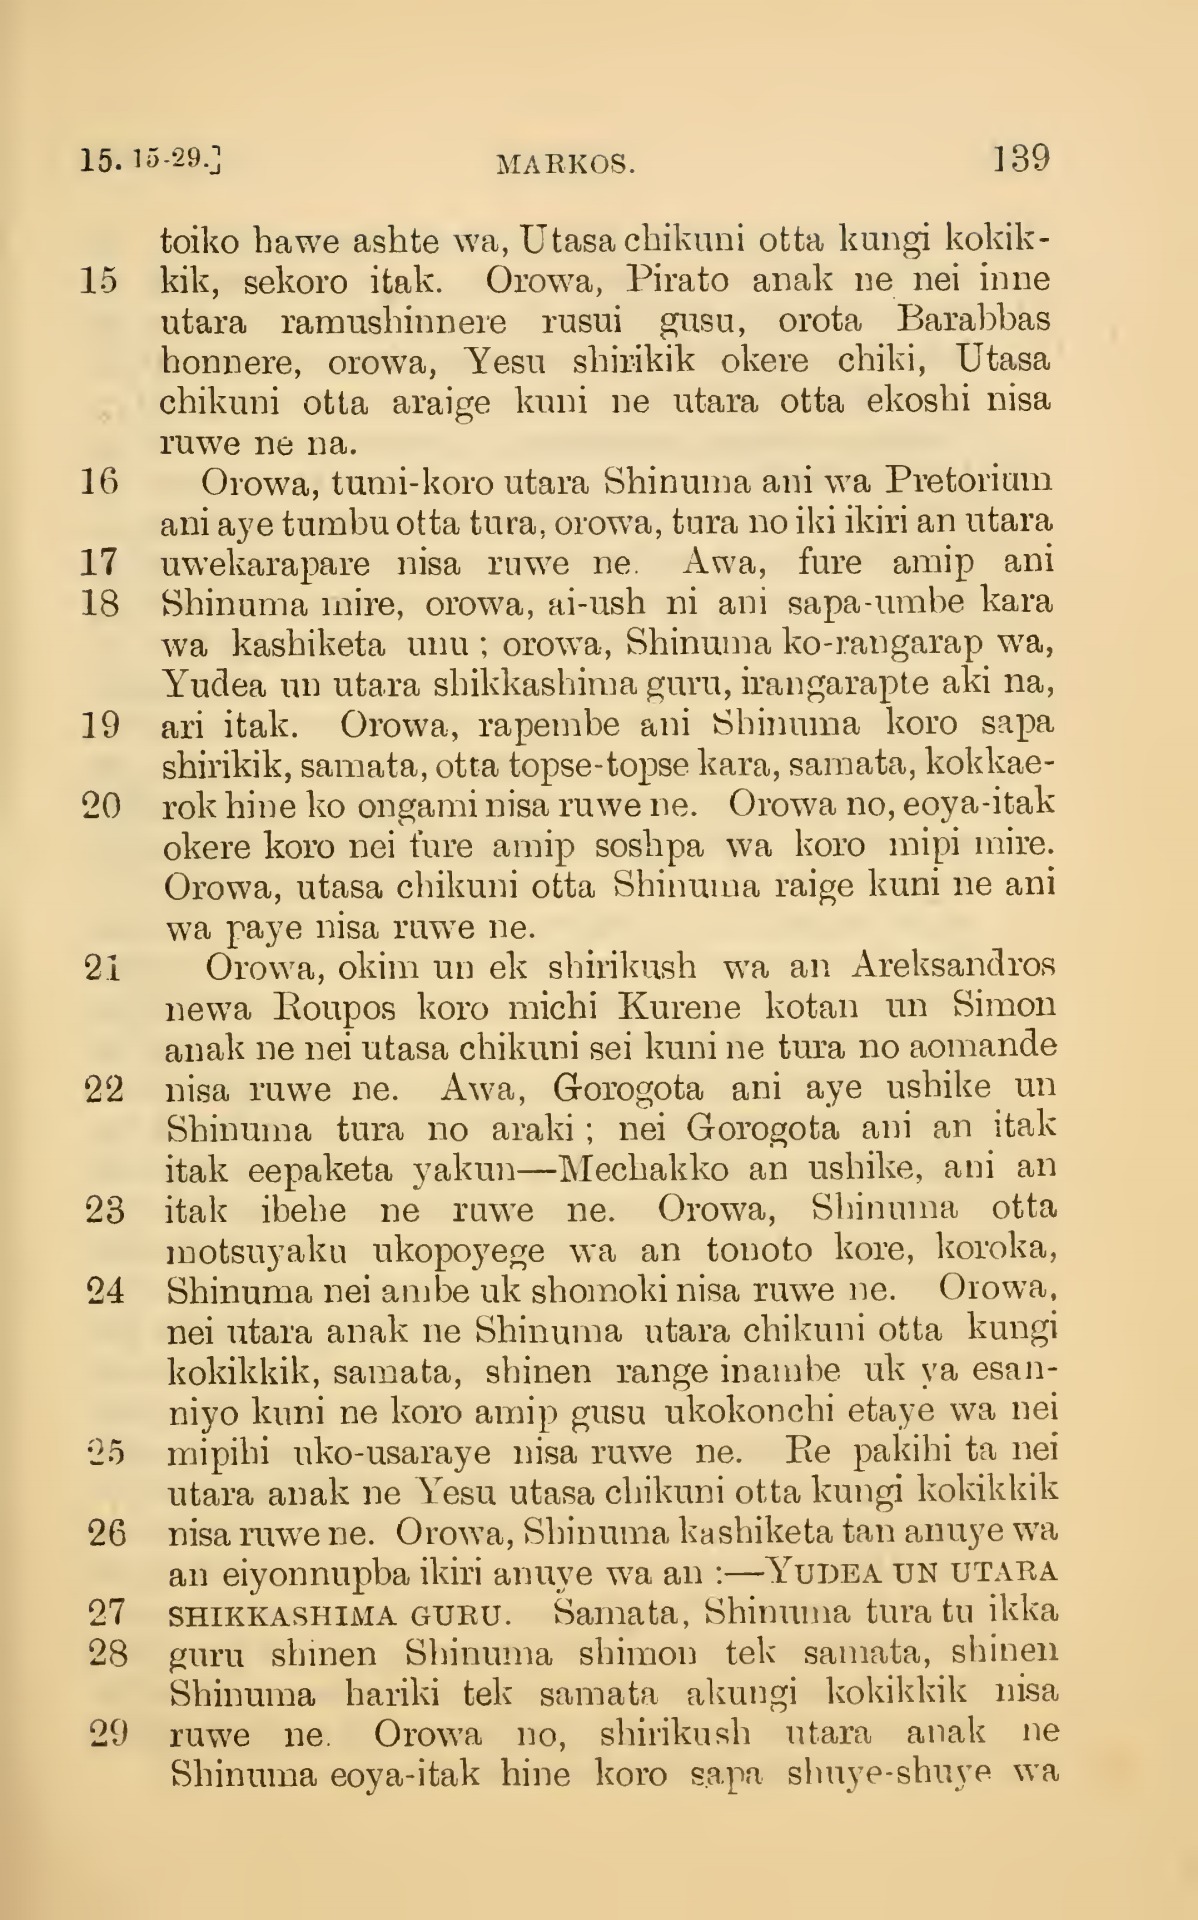 15. 15-29.] MARKOS. 139
toiko hawe ashte wa, Utasa chikuni otta kungi kokik-
15 kik, sekoro itak. Orowa, Pirato anak ne nei inne
utara ramushinnere rusui gusu, orota Barabbas
honnere, orowa, Yesu shirikik okere chiki, Utasa
chikuni otta araige kuni ne utara otta ekoshi nisa
ruwe ne na.
16 Orowa, tumi-koro utara Shinuma ani wa Pretorium
ani aye tumbu otta tura, orowa, tura no iki ikiri an utara
17 uwekarapare nisa ruwe ne. Awa, fure amip ani
18 Shinuma mire, orowa, ai-ush ni ani sapa-umbe kara
wa kashiketa unu ; orowa, Shinuma ko-rangarap wa,
Yudea un utara shikkashima guru, irangarapte aki na,
19 ari itak. Orowa, rapembe ani Shinuma koro sapa
shirikik, samata, otta topse-topse kara, samata, kokkae-
20 rok hine ko ongami nisa ruwe ne. Orowa no, eoya-itak
okere koro nei fure amip soshpa wa koro mipi mire.
Orowa, utasa chikuni otta Shinuma raige kuni ne ani
wa paye nisa ruwe ne.
21 Orowa, okim un ek shirikush wa an Areksandros
newa Roupos koro michi Kurene kotan un Simon
anak ne nei utasa chikuni sei kuni ne tura no aomande
22 nisa ruwe ne. Awa, Gorogota ani aye ushike un
Shinuma tura no araki ; nei Gorogota ani an itak
itak eepaketa yakun—Mechakko an ushike, ani an
23 itak ibehe ne ruwe ne. Orowa, Shinuma otta
motsuyaku ukopoyege wa an tonoto kore, koroka,
24 Shinuma nei ambe uk shomoki nisa ruwe ne. Orowa,
nei utara anak ne Shinuma utara chikuni otta kungi
kokikkik, samata, shinen range inambe uk ya esan-
niyo kuni ne koro amip gusu ukokonchi etaye wa nei
25 mipihi uko-usaraye nisa ruwe ne. Re pakihi ta nei
utara anak ne Yesu utasa chikuni otta kungi kokikkik
26 nisa ruwe ne. Orowa, Shinuma kashiketa tan anuye wa
an eiyonnupba ikiri anuye wa an :—YUDEA UN UTARA
27 SHIKKASHIMA GURU. Samata, Shinuma tura tu ikka
28 guru shinen Shinuma shimon tek samata, shinen
Shinuma hariki tek samata akungi kokikkik nisa
29 ruwe ne. Orowa no, shirikush utara anak ne
Shinuma eoya-itak hine koro sapa shuye-shuye wa